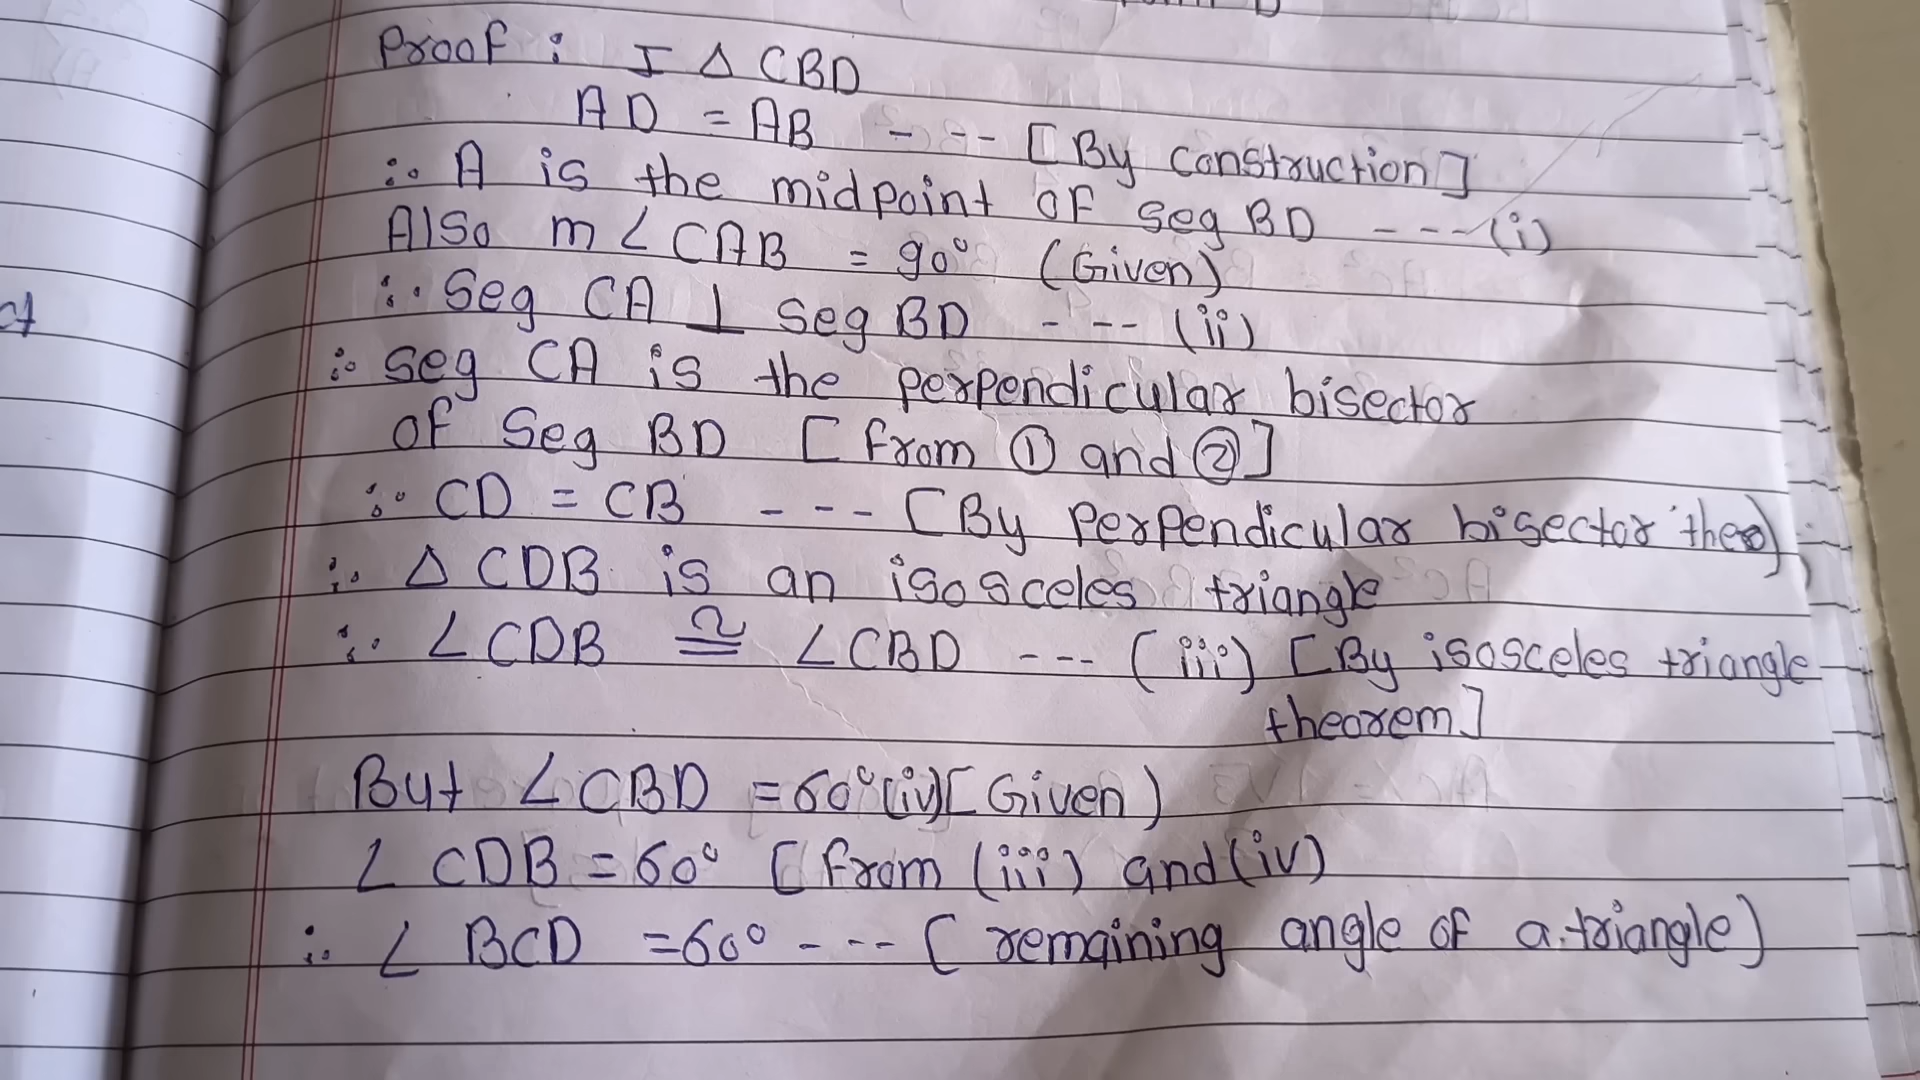 Proof : I △ CBD
AD = AB - - - [By construction]
∴ A is the midpoint of seg BD - - - (i)
Also m∠CAB = 90° (Given)
∴ Seg CA ⊥ seg BD - - - (ii)
∴ seg CA is the perpendicular bisector
of seg BD [from ① and ②]
∴ CD = CB - - - [By perpendicular bisector theo)
∴ △ CDB is an isosceles triangle
∴ ∠CDB ≅ ∠CBD - - - (iii) [By isosceles triangle
theorem]
But ∠CBD = 60° (iv) [Given)
∠ CDB = 60° [from (iii) and (iv)
∴ ∠ BCD = 60° - - - [remaining angle of a.triangle)